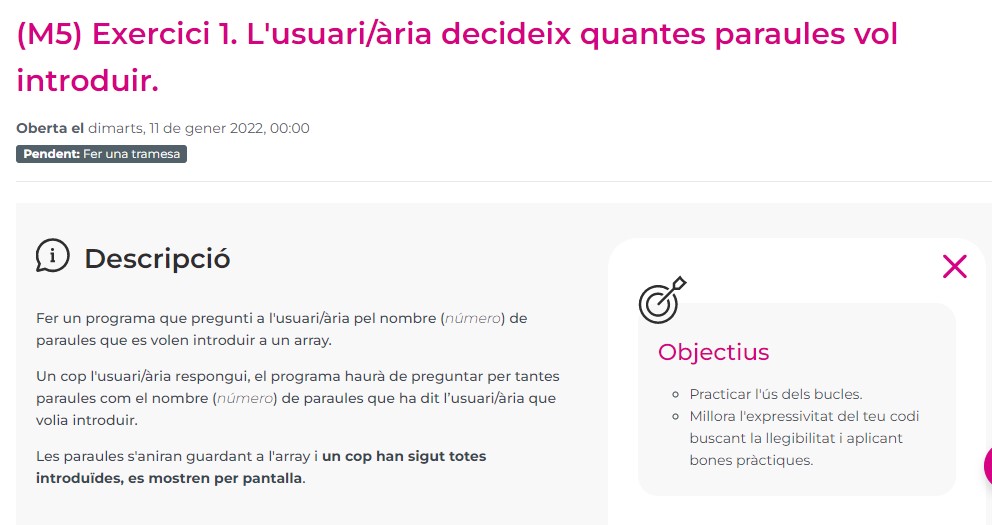 (M5) Exercici 1. L'usuari/ària decideix quantes paraules vol
introduir.
Oberta el dimarts, 11 de gener 2022, 00:00
Pendent: Fer una tramesa
Descripció
Fer un programa que pregunti a l'usuari/ària pel nombre (número) de
paraules que es volen introduir a un array.
Un cop l'usuari/ària respongui, el programa haurà de preguntar per tantes
paraules com el nombre (número) de paraules que ha dit l’usuari/ària que
volia introduir.
Les paraules s'aniran guardant a l'array i un cop han sigut totes
introduïdes, es mostren per pantalla.
Objectius
Practicar l'ús dels bucles.
Millora l'expressivitat del teu codi
buscant la llegibilitat i aplicant
bones pràctiques.